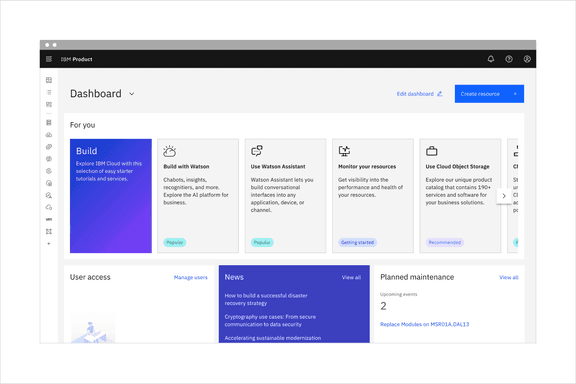 IBM Product
Dashboard
Edit dashboard
Create resource +
For you
Build
Explore IBM Cloud with this
selection of easy starter
tutorials and services.
Build with Watson
Chatbots, insights,
recognizers, and more.
Explore the AI platform for
business.
Popular
Use Watson Assistant
Watson Assistant lets you
build conversational
interfaces into any
application, device, or
channel.
Popular
Monitor your resources
Get visibility into the
performance and health of
your resources.
Getting started
Use Cloud Object Storage
Explore our unique product
catalog that contains 190+
services and software for
your business solutions.
Recommended
User access
Manage users
News
View all
How to build a successful disaster
recovery strategy
Cryptography use cases: From secure
communication to data security
Accelerating sustainable modernization
Planned maintenance
View all
Upcoming events
2
Replace Modules on MSR01A.DAL13